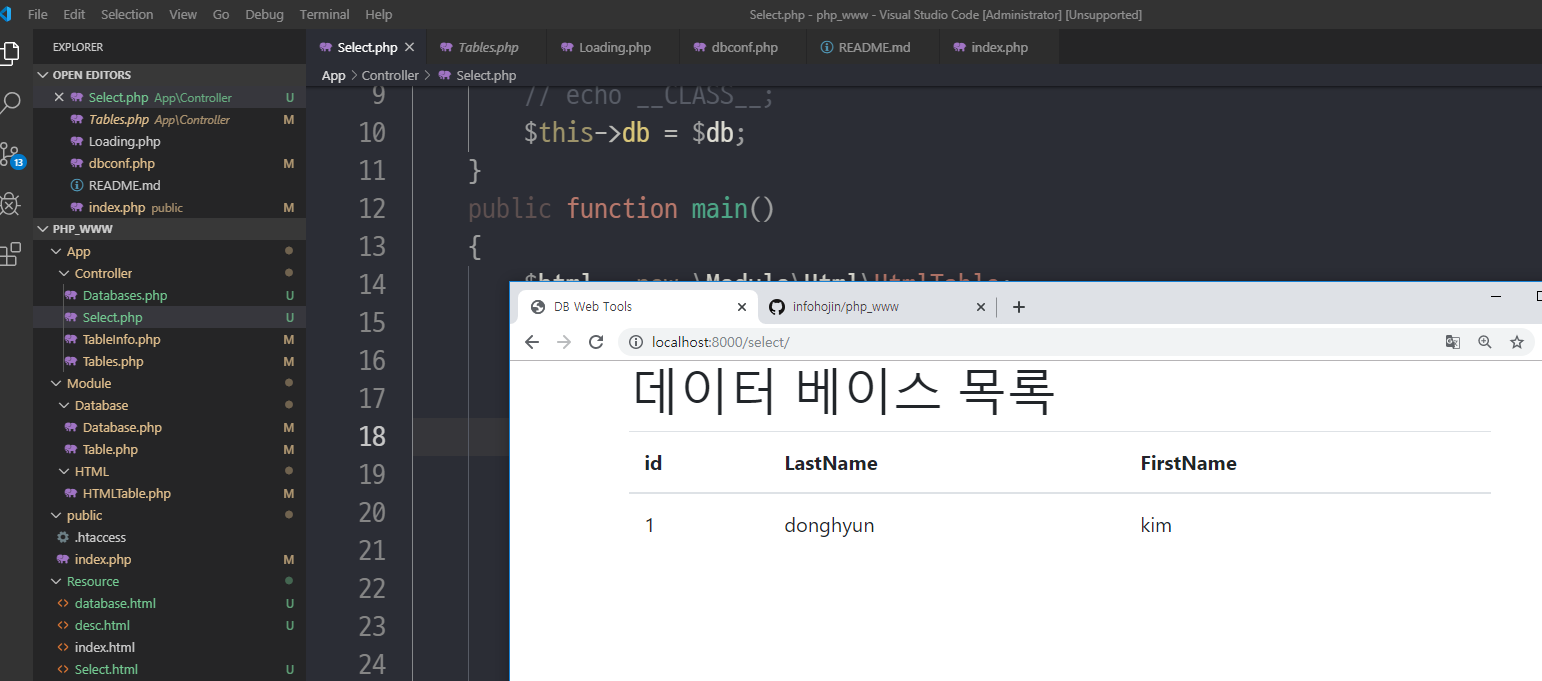 File Edit Selection View Go Debug Terminal Help
Select.php - php_www - Visual Studio Code [Administrator] [Unsupported]
EXPLORER
OPEN EDITORS
Select.php App\Controller U
Tables.php App\Controller M
Loading.php
dbconf.php M
README.md
index.php public M
13
PHP_WWW
App
Controller
Databases.php U
Select.php U
TableInfo.php M
Tables.php M
Module
Database
Database.php M
Table.php M
HTML
HTMLTable.php M
public
.htaccess
index.php M
Resource
database.html U
desc.html U
index.html
Select.html U
Select.php Tables.php Loading.php dbconf.php README.md index.php
App > Controller > Select.php
9 // echo __CLASS__;
10 $this->db = $db;
11 }
12 public function main()
13 {
14 $html = new \Module\Html\HtmlTable;
15
16
17
18
19
20
21
22
23
24
DB Web Tools
infohojin/php_www
localhost:8000/select/
데이터 베이스 목록
id LastName FirstName
1 donghyun kim